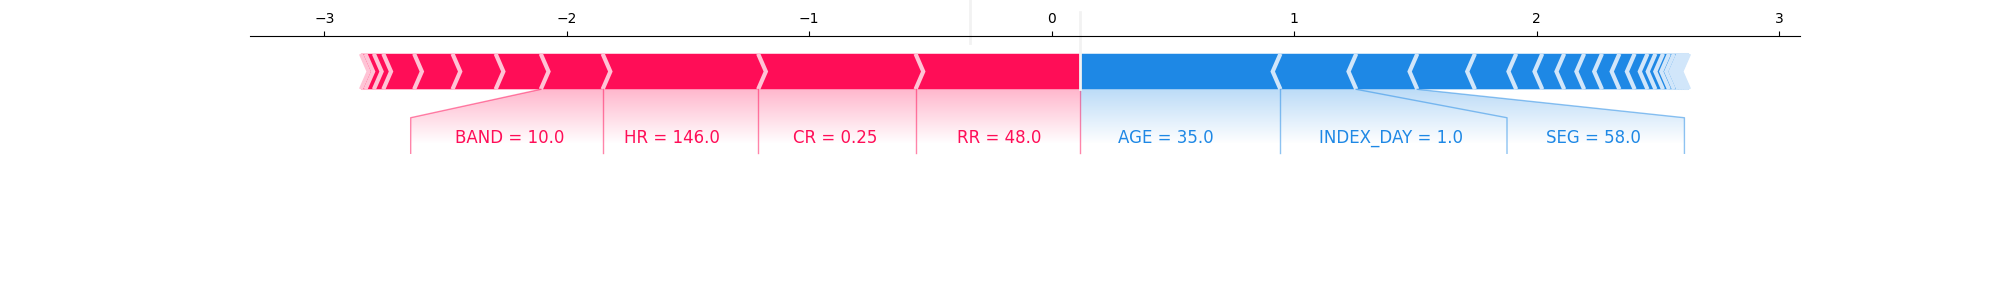 −3 −2 −1 0 1 2 3
BAND = 10.0 HR = 146.0 CR = 0.25 RR = 48.0 AGE = 35.0 INDEX_DAY = 1.0 SEG = 58.0